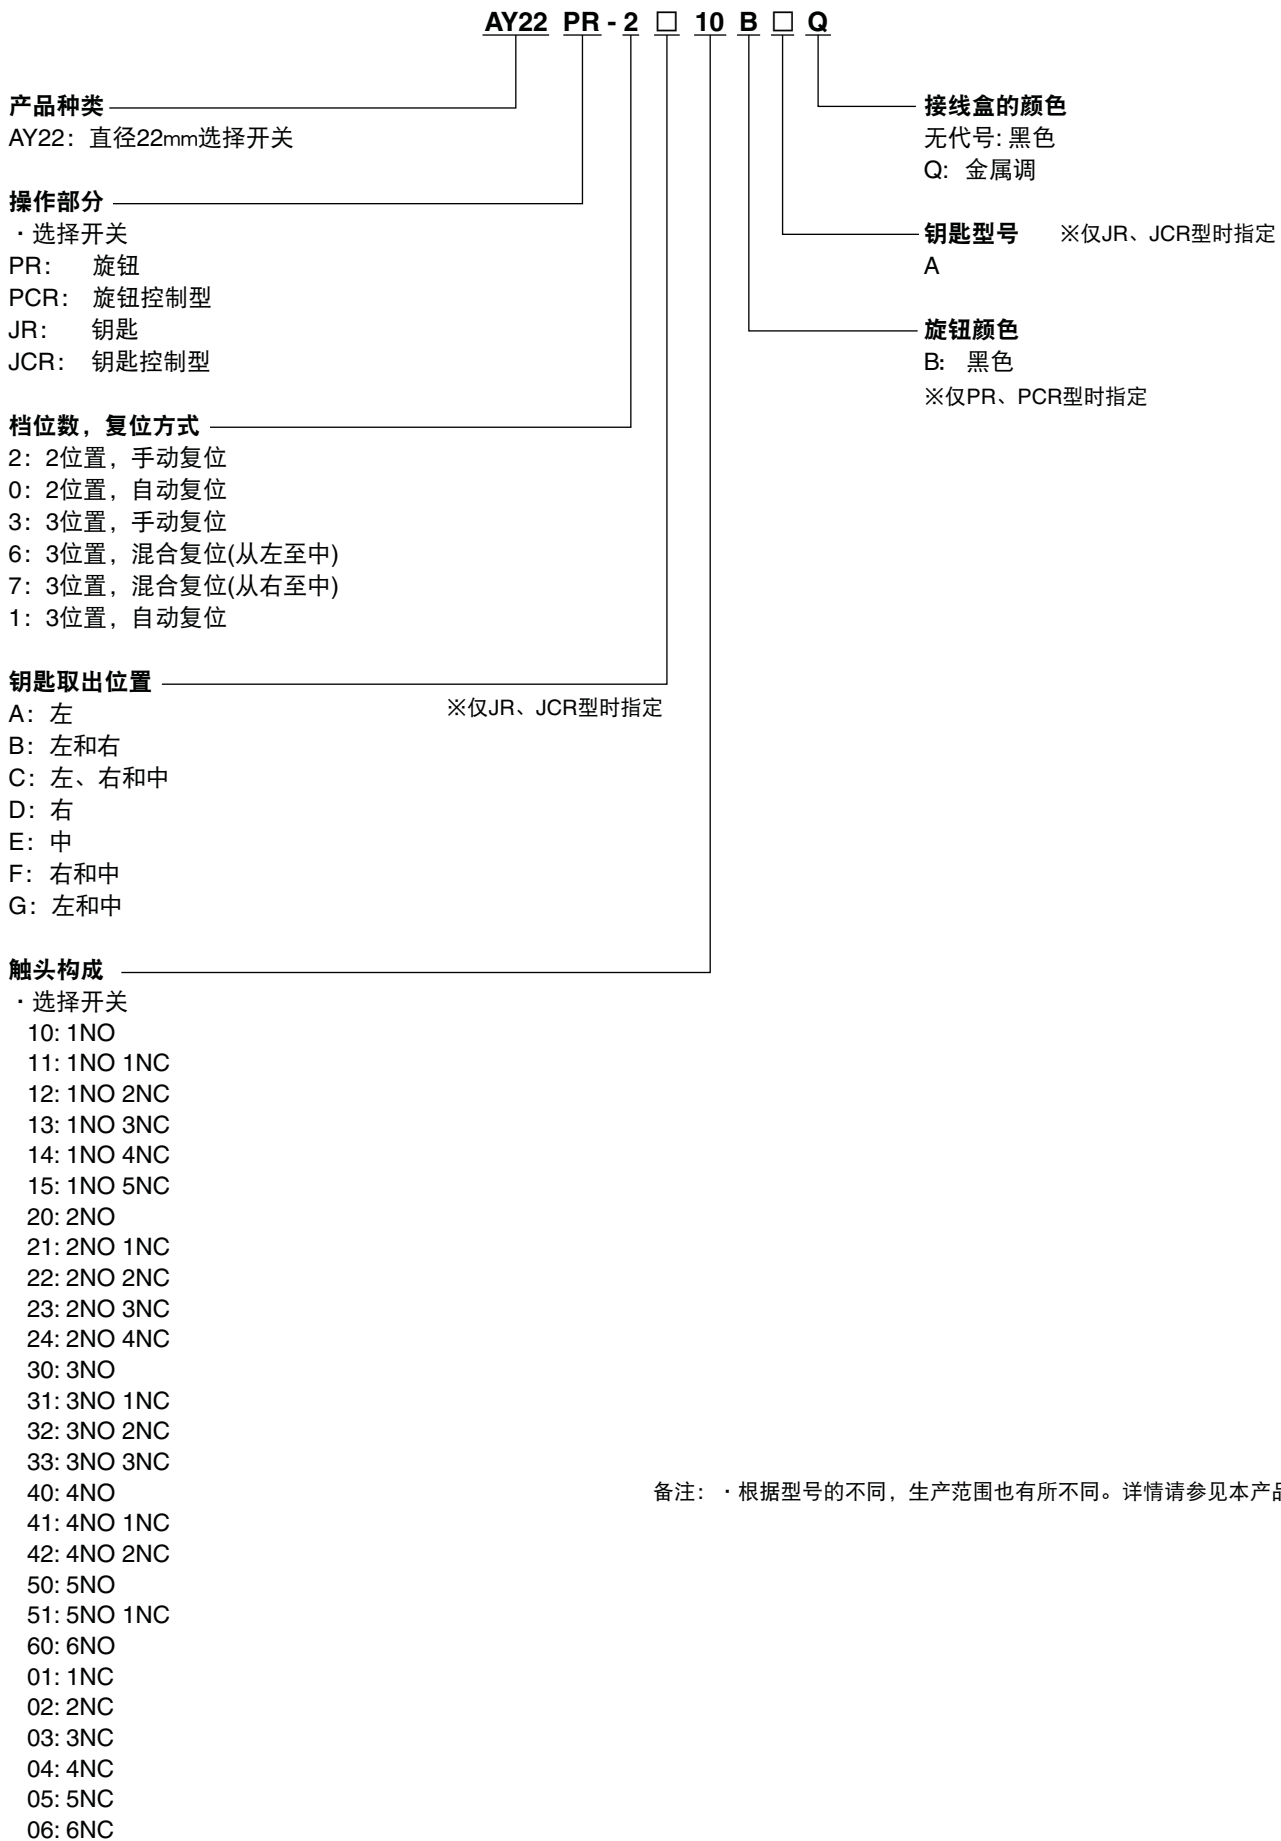 AY22 PR - 2 □ 10 B □ Q
产品种类
AY22：直径22mm选择开关
操作部分
・选择开关
PR： 旋钮
PCR： 旋钮控制型
JR： 钥匙
JCR： 钥匙控制型
档位数，复位方式
2：2位置，手动复位
0：2位置，自动复位
3：3位置，手动复位
6：3位置，混合复位(从左至中)
7：3位置，混合复位(从右至中)
1：3位置，自动复位
钥匙取出位置
※仅JR、JCR型时指定
A：左
B：左和右
C：左、右和中
D：右
E：中
F：右和中
G：左和中
触头构成
・选择开关
10: 1NO
11: 1NO 1NC
12: 1NO 2NC
13: 1NO 3NC
14: 1NO 4NC
15: 1NO 5NC
20: 2NO
21: 2NO 1NC
22: 2NO 2NC
23: 2NO 3NC
24: 2NO 4NC
30: 3NO
31: 3NO 1NC
32: 3NO 2NC
33: 3NO 3NC
40: 4NO
41: 4NO 1NC
42: 4NO 2NC
50: 5NO
51: 5NO 1NC
60: 6NO
01: 1NC
02: 2NC
03: 3NC
04: 4NC
05: 5NC
06: 6NC
接线盒的颜色
无代号: 黑色
Q: 金属调
钥匙型号 ※仅JR、JCR型时指定
A
旋钮颜色
B: 黑色
※仅PR、PCR型时指定
备注：・根据型号的不同，生产范围也有所不同。详情请参见本产品